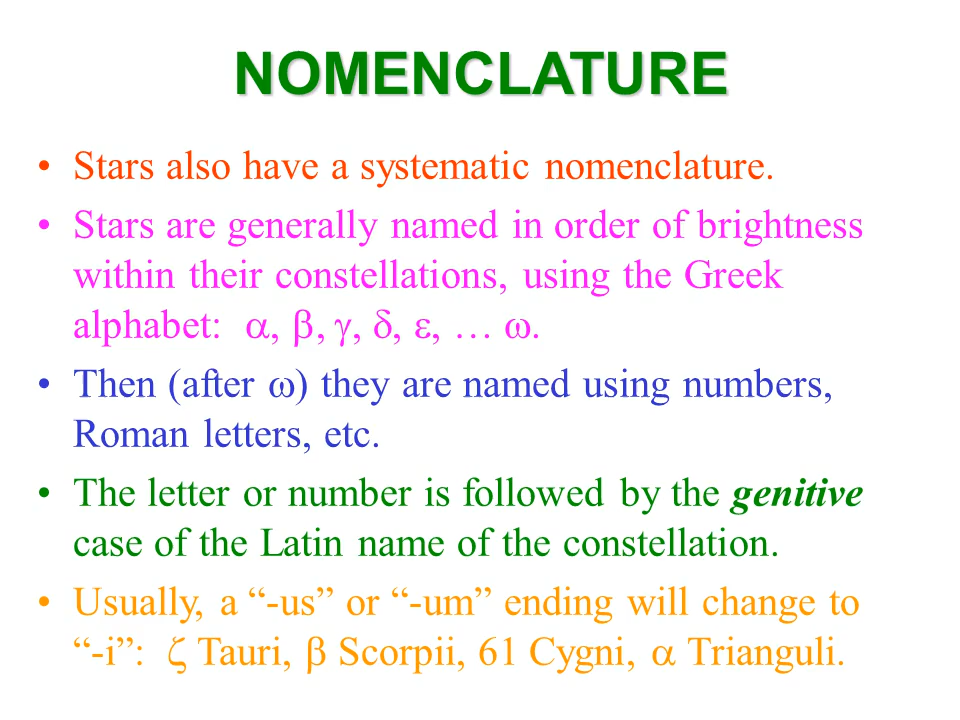 NOMENCLATURE
• Stars also have a systematic nomenclature.
• Stars are generally named in order of brightness
within their constellations, using the Greek
alphabet: α, β, γ, δ, ε, … ω.
• Then (after ω) they are named using numbers,
Roman letters, etc.
• The letter or number is followed by the genitive
case of the Latin name of the constellation.
• Usually, a “-us” or “-um” ending will change to
“-i”: ζ Tauri, β Scorpii, 61 Cygni, α Trianguli.